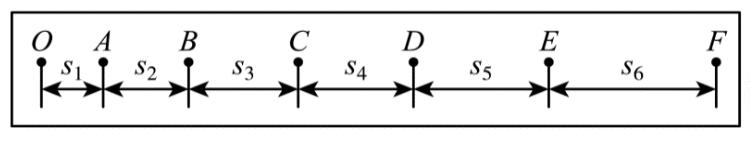 O A B C D E F
s₁ s₂ s₃ s₄ s₅ s₆